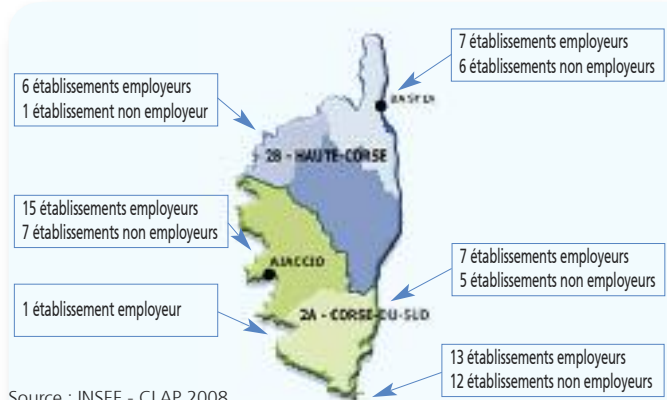 7 établissements employeurs
6 établissements non employeurs
6 établissements employeurs
1 établissement non employeur
BASTIA
2B - HAUTE-CORSE
15 établissements employeurs
7 établissements non employeurs
AJACCIO
7 établissements employeurs
5 établissements non employeurs
1 établissement employeur
2A - CORSE-DU-SUD
13 établissements employeurs
12 établissements non employeurs
Source : INSEE - CLAP 2008